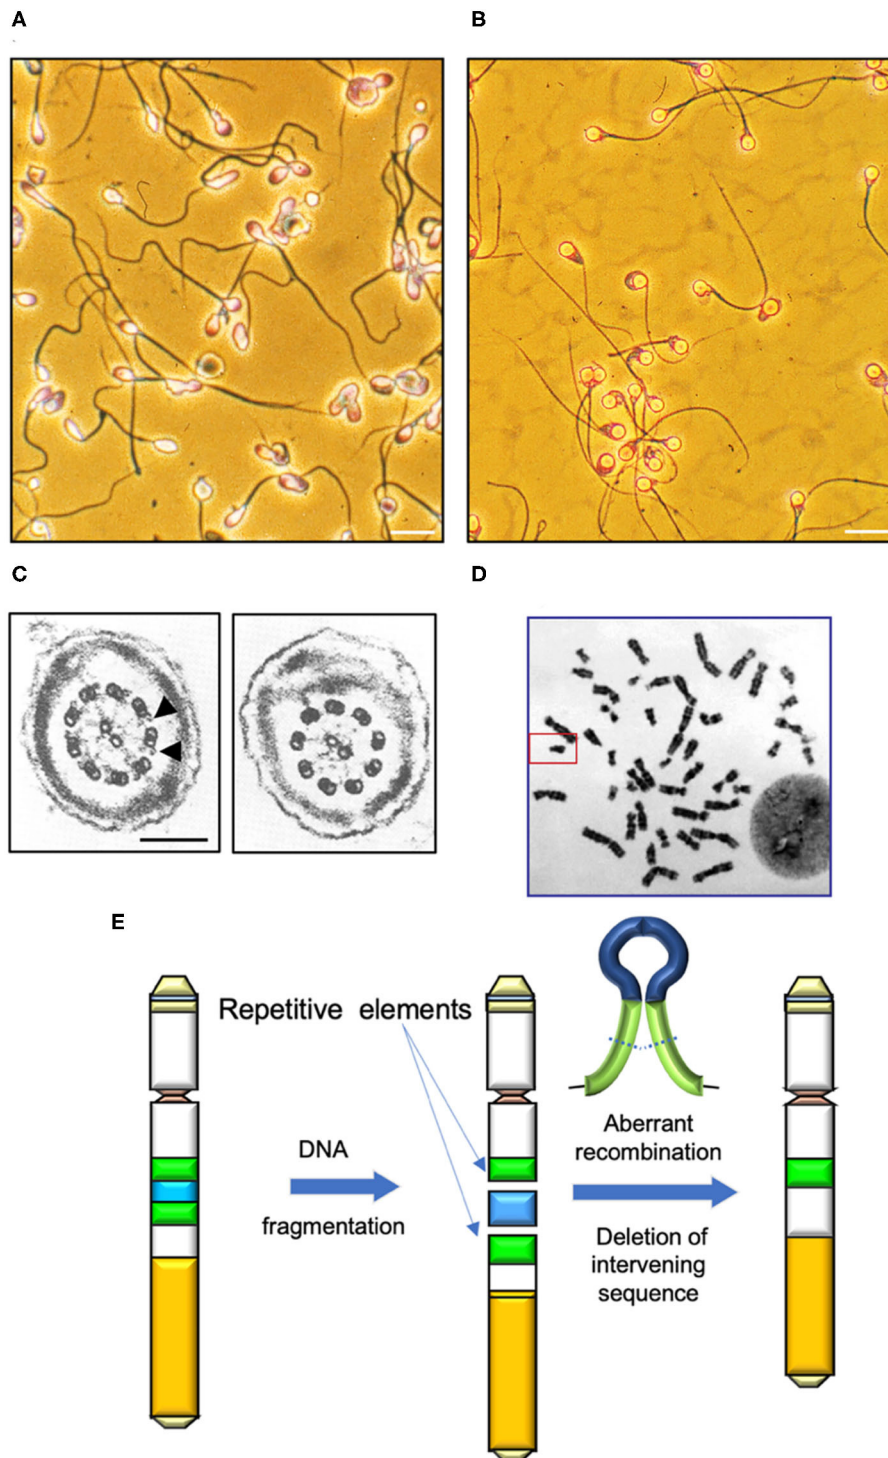 A
B
C
D
E
Repetitive elements
DNA
fragmentation
Aberrant
recombination
Deletion of
intervening
sequence